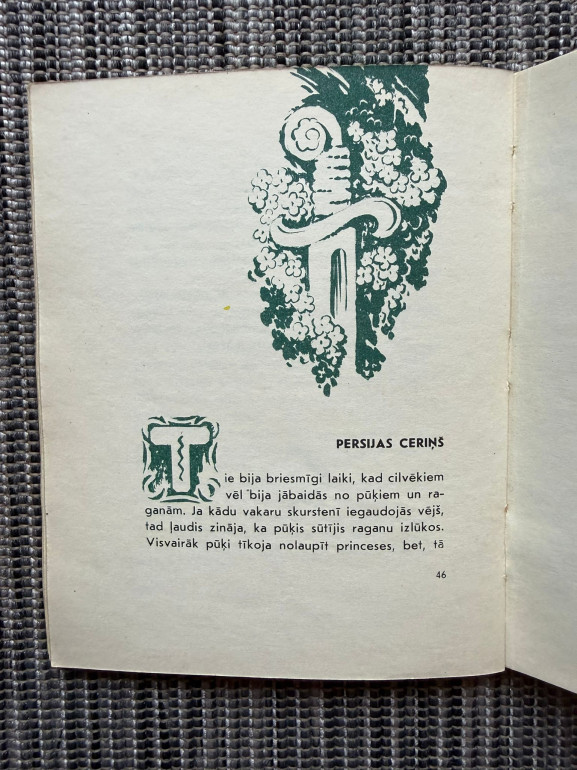 PERSIJAS CERIŅŠ
Tie bija briesmīgi laiki, kad cilvēkiem
vēl bija jābaidās no pūķiem un ra-
ganām. Ja kādu vakaru skurstenī iegaudojās vējš,
tad ļaudis zināja, ka pūķis sūtījis raganu izlūkos.
Visvairāk pūķi tīkoja nolaupīt princeses, bet, tā
46